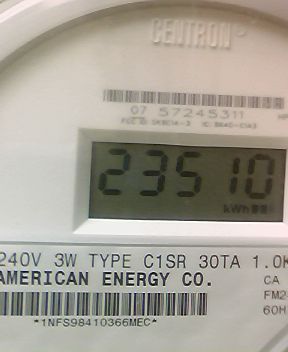 CENTRON®
07 57245311
23510
kWh
240V 3W TYPE C1SR 30TA 1.0K
AMERICAN ENERGY CO.
CA
FM2
60H
*1NFS98410366MEC*